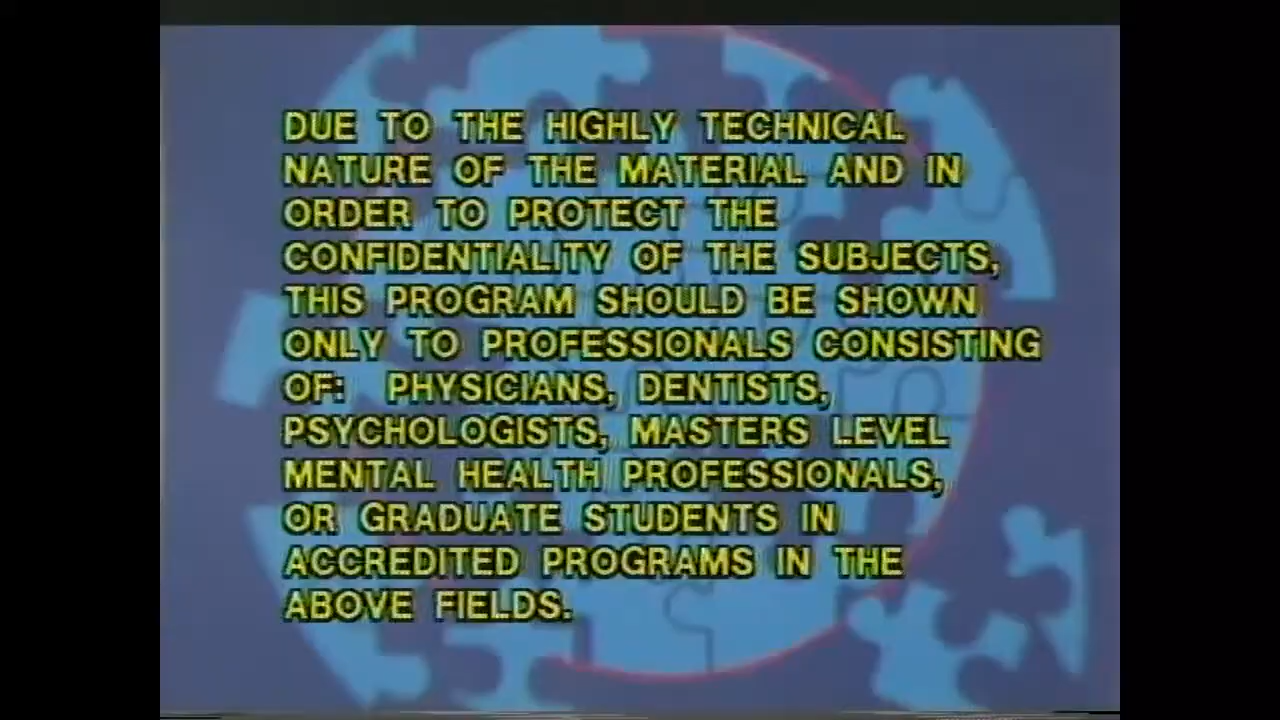 DUE TO THE HIGHLY TECHNICAL
NATURE OF THE MATERIAL AND IN
ORDER TO PROTECT THE
CONFIDENTIALITY OF THE SUBJECTS,
THIS PROGRAM SHOULD BE SHOWN
ONLY TO PROFESSIONALS CONSISTING
OF: PHYSICIANS, DENTISTS,
PSYCHOLOGISTS, MASTERS LEVEL
MENTAL HEALTH PROFESSIONALS,
OR GRADUATE STUDENTS IN
ACCREDITED PROGRAMS IN THE
ABOVE FIELDS.